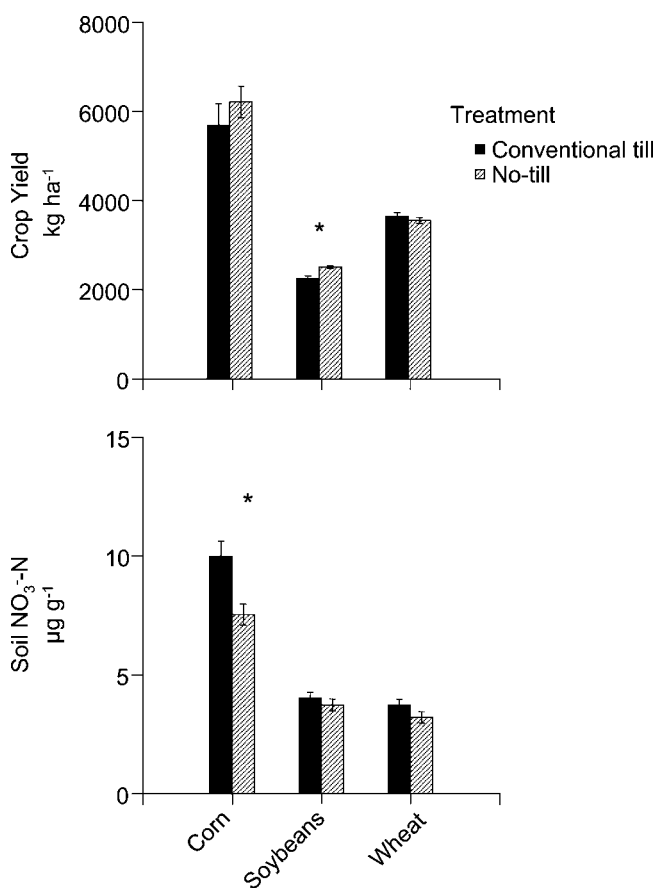 8000
6000
4000
2000
0
Crop Yield
kg ha⁻¹
Treatment
Conventional till
No-till
*
15
10
5
0
Soil NO₃⁻-N
µg g⁻¹
*
Corn
Soybeans
Wheat